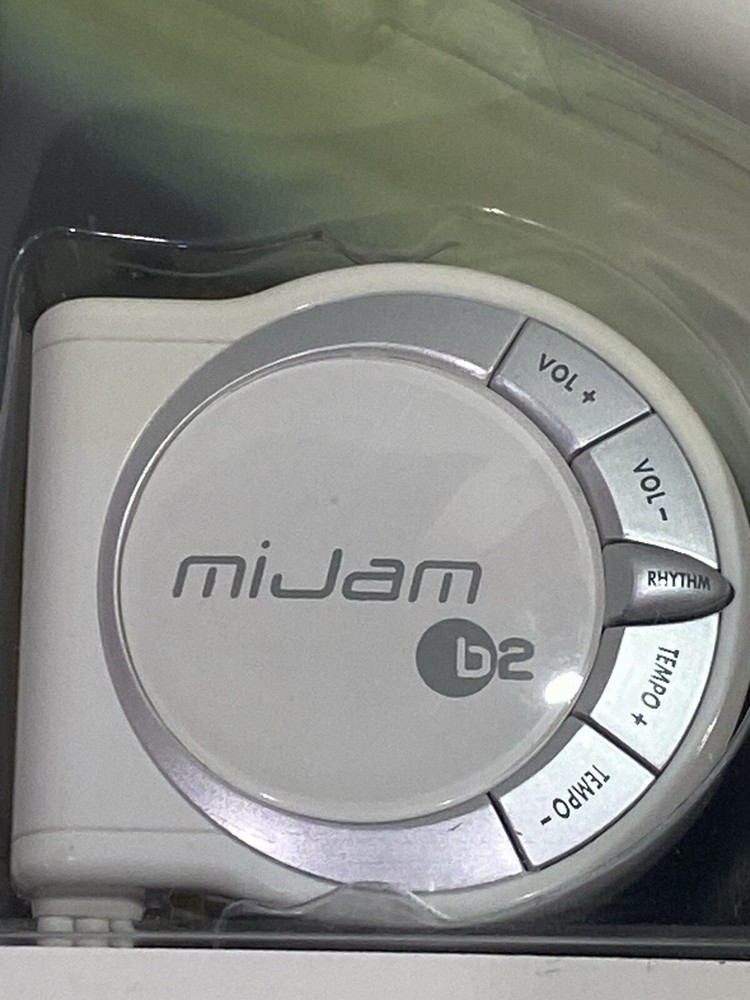 VOL +
VOL -
RHYTHM
miJam
b2
TEMPO +
TEMPO -